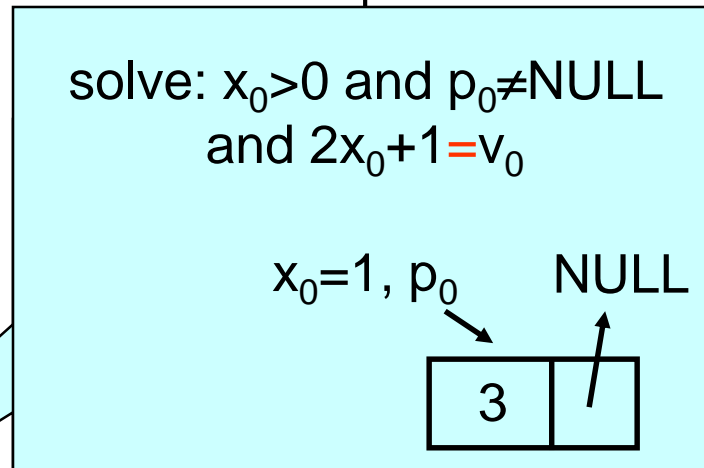 solve: x₀>0 and p₀≠NULL
and 2x₀+1=v₀
x₀=1, p₀ NULL
3